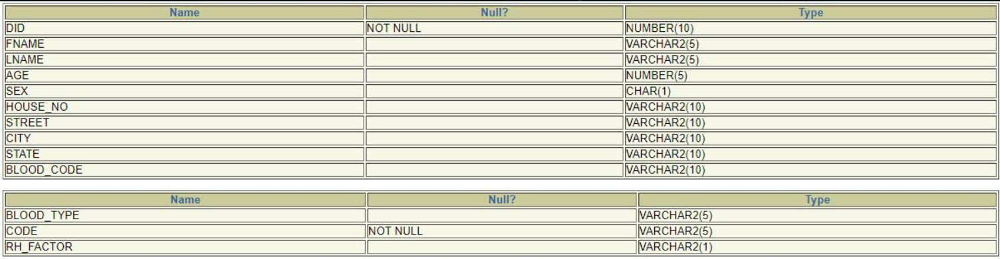 Name Null? Type
DID NOT NULL NUMBER(10)
FNAME VARCHAR2(5)
LNAME VARCHAR2(5)
AGE NUMBER(5)
SEX CHAR(1)
HOUSE_NO VARCHAR2(10)
STREET VARCHAR2(10)
CITY VARCHAR2(10)
STATE VARCHAR2(10)
BLOOD_CODE VARCHAR2(10)
Name Null? Type
BLOOD_TYPE VARCHAR2(5)
CODE NOT NULL VARCHAR2(5)
RH_FACTOR VARCHAR2(1)